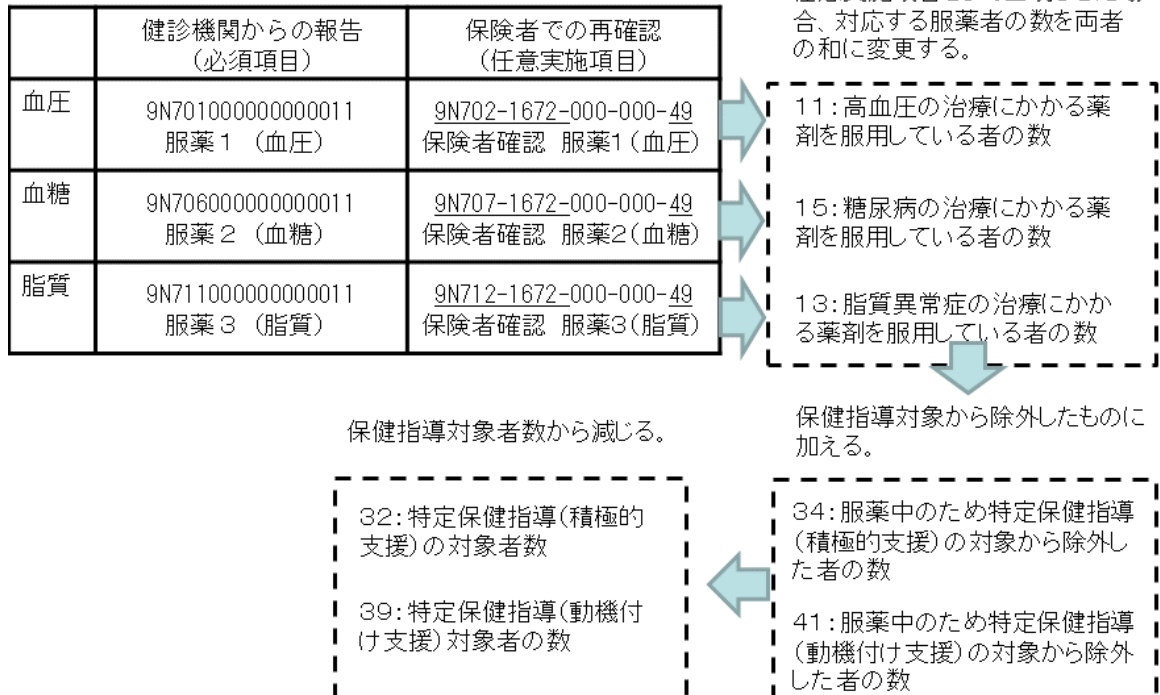 合、対応する服薬者の数を両者
の和に変更する。
健診機関からの報告
(必須項目)
保険者での再確認
(任意実施項目)
血圧
9N701000000000011
服薬1 (血圧)
9N702-1672-000-000-49
保険者確認 服薬1(血圧)
血糖
9N706000000000011
服薬2 (血糖)
9N707-1672-000-000-49
保険者確認 服薬2(血糖)
脂質
9N711000000000011
服薬3 (脂質)
9N712-1672-000-000-49
保険者確認 服薬3(脂質)
11:高血圧の治療にかかる薬
剤を服用している者の数
15:糖尿病の治療にかかる薬
剤を服用している者の数
13:脂質異常症の治療にかか
る薬剤を服用している者の数
保健指導対象から除外したものに
加える。
34:服薬中のため特定保健指導
(積極的支援)の対象から除外し
た者の数
41:服薬中のため特定保健指導
(動機付け支援)の対象から除外
した者の数
保健指導対象者数から減じる。
32:特定保健指導(積極的
支援)の対象者数
39:特定保健指導(動機付
け支援)対象者の数